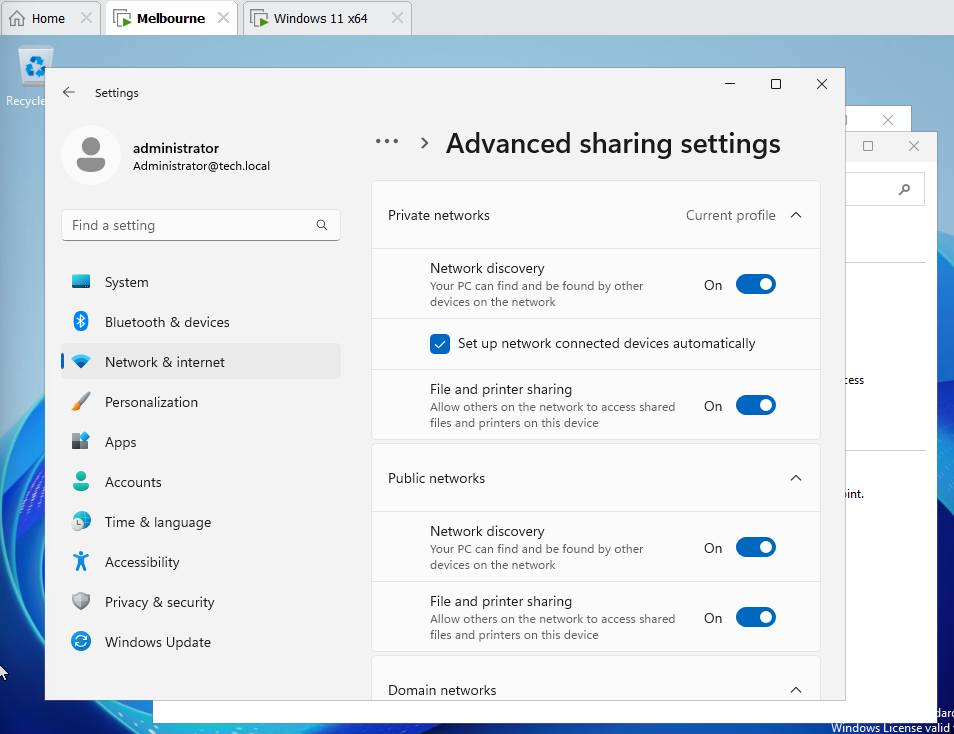 Home
Melbourne
Windows 11 x64
Settings
administrator
Administrator@tech.local
Find a setting
System
Bluetooth & devices
Network & internet
Personalization
Apps
Accounts
Time & language
Accessibility
Privacy & security
Windows Update
Advanced sharing settings
Private networks
Current profile
Network discovery
Your PC can find and be found by other
devices on the network
On
Set up network connected devices automatically
File and printer sharing
Allow others on the network to access shared
files and printers on this device
On
Public networks
Network discovery
Your PC can find and be found by other
devices on the network
On
File and printer sharing
Allow others on the network to access shared
files and printers on this device
On
Domain networks
Windows License valid